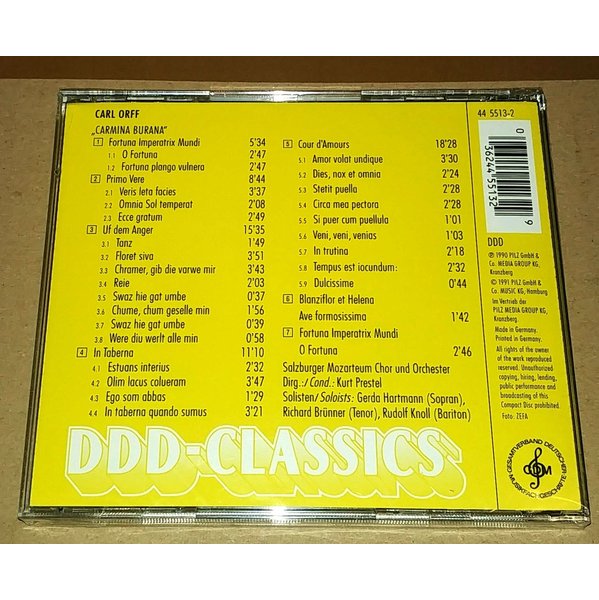 CARL ORFF
„CARMINA BURANA"
1 Fortuna Imperatrix Mundi 5'34
1.1 O Fortuna 2'47
1.2 Fortuna plango vulnera 2'47
2 Primo Vere 8'44
2.1 Veris leta facies 3'37
2.2 Omnia Sol temperat 2'08
2.3 Ecce gratum 2'49
3 Uf dem Anger 15'35
3.1 Tanz 1'49
3.2 Floret siva 3'51
3.3 Chramer, gib die varwe mir 3'24
3.4 Reie 2'03
3.5 Swaz hie gat umbe 0'37
3.6 Chume, chum geselle min 1'56
3.7 Swaz hie gat umbe 0'39
3.8 Were diu werlt alle min 0'58
4 In Taberna 11'10
4.1 Estuans interius 2'32
4.2 Olim lacus colueram 3'47
4.3 Ego som abbas 1'29
4.4 In taberna quando sumus 3'21
5 Cour d'Amours 18'28
5.1 Amor volat undique 3'30
5.2 Dies, nox et omnia 2'24
5.3 Stetit puella 2'28
5.4 Circa mea pectora 2'28
5.5 Si puer cum puellula 1'01
5.6 Veni, veni, venias 1'03
5.7 In trutina 2'18
5.8 Tempus est iocundum: 2'32
5.9 Dulcissime 0'44
6 Blanziflor et Helena
Ave formosissima 1'42
7 Fortuna Imperatrix Mundi
O Fortuna 2'46
Salzburger Mozarteum Chor und Orchester
Dirg.:/Cond.: Kurt Prestel
Solisten/Soloists: Gerda Hartmann (Sopran),
Richard Brünner (Tenor), Rudolf Knoll (Bariton)
DDD-CLASSICS
44 5513-2
0 36244 55132 9
DDD
℗ 1990 PILZ GmbH &
Co. MEDIA GROUP KG,
Kranzberg
© 1991 PILZ GmbH &
Co. MUSIC KG, Hamburg
Im Vertrieb der
PILZ MEDIA GROUP KG,
Kranzberg
Made in Germany.
Printed in Germany.
All rights of the owner
of the work reproduced
reserved. Unauthorized
copying, hiring, lending,
public performance and
broadcasting of this
Compact Disc prohibited.
Foto: ZEFA
GESAMTVERBAND DEUTSCHER
MUSIKFACHGESCHÄFTE
GDM